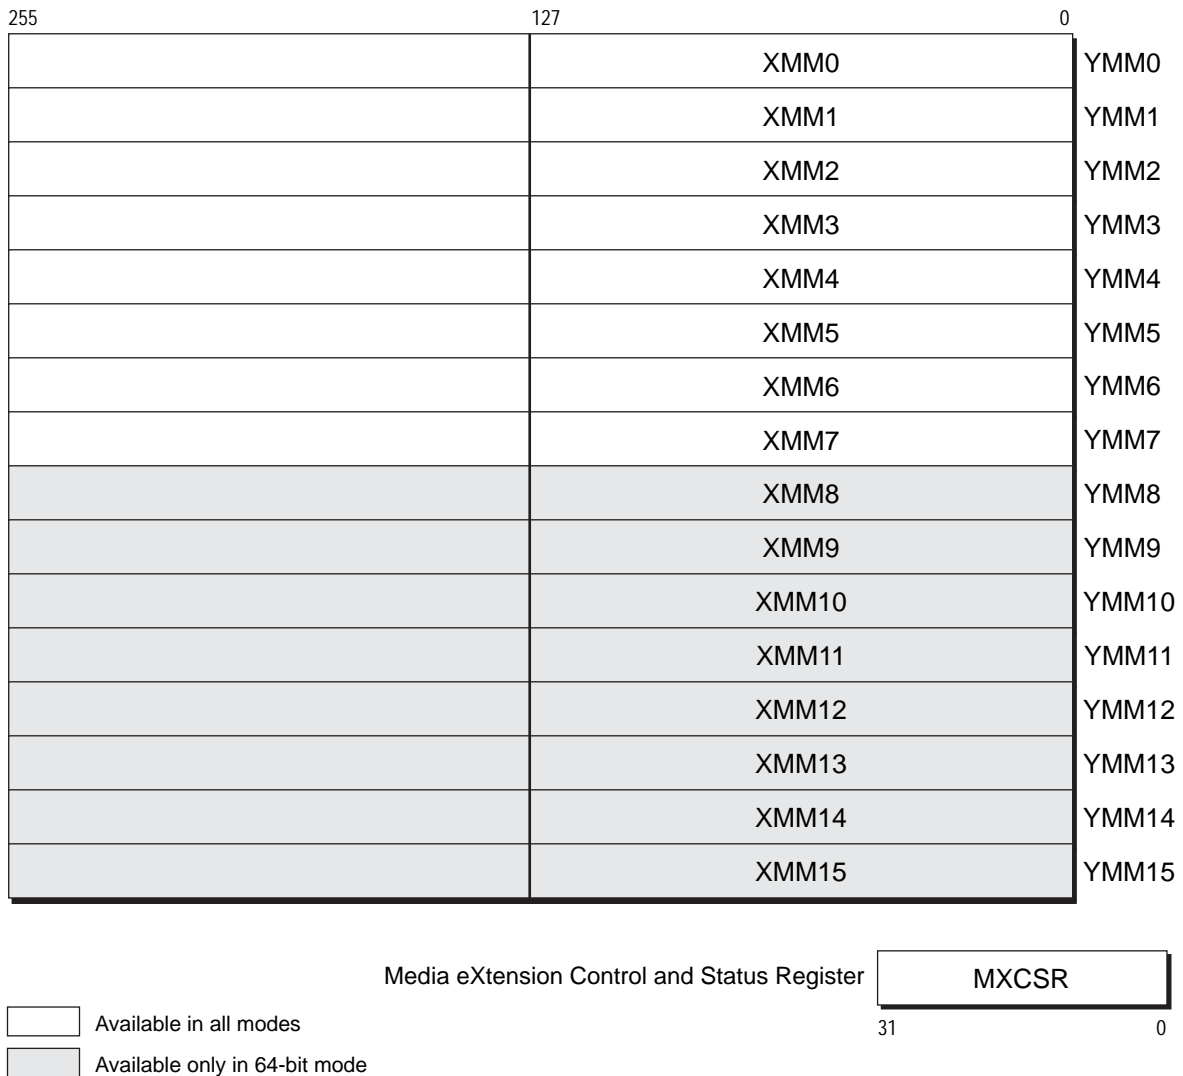 255 127 0
XMM0 YMM0
XMM1 YMM1
XMM2 YMM2
XMM3 YMM3
XMM4 YMM4
XMM5 YMM5
XMM6 YMM6
XMM7 YMM7
XMM8 YMM8
XMM9 YMM9
XMM10 YMM10
XMM11 YMM11
XMM12 YMM12
XMM13 YMM13
XMM14 YMM14
XMM15 YMM15
Media eXtension Control and Status Register MXCSR
31 0
Available in all modes
Available only in 64-bit mode